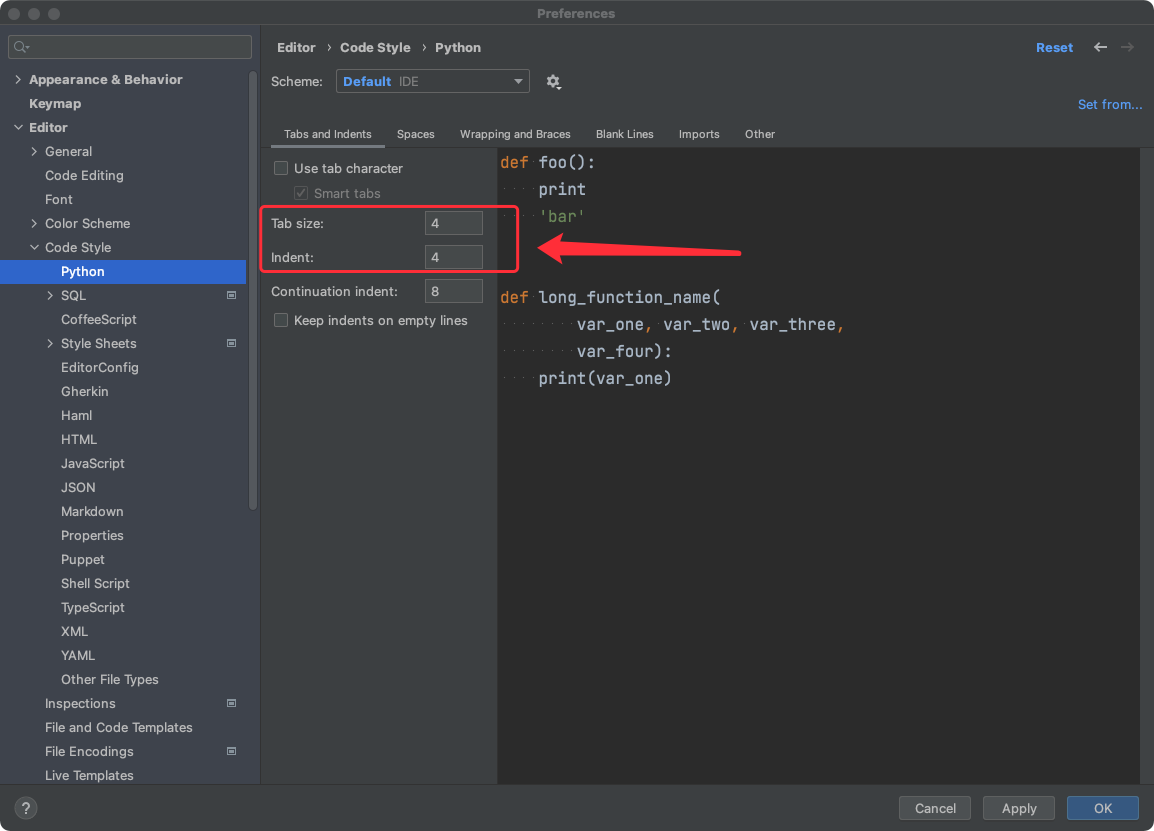 Preferences
Editor › Code Style › Python
Reset
Scheme: Default IDE
Set from...
Appearance & Behavior
Keymap
Editor
General
Code Editing
Font
Color Scheme
Code Style
Python
SQL
CoffeeScript
Style Sheets
EditorConfig
Gherkin
Haml
HTML
JavaScript
JSON
Markdown
Properties
Puppet
Shell Script
TypeScript
XML
YAML
Other File Types
Inspections
File and Code Templates
File Encodings
Live Templates
Tabs and Indents Spaces Wrapping and Braces Blank Lines Imports Other
Use tab character
Smart tabs
Tab size: 4
Indent: 4
Continuation indent: 8
Keep indents on empty lines
def foo():
    print
    'bar'
def long_function_name(
        var_one, var_two, var_three,
        var_four):
    print(var_one)
?
Cancel Apply OK